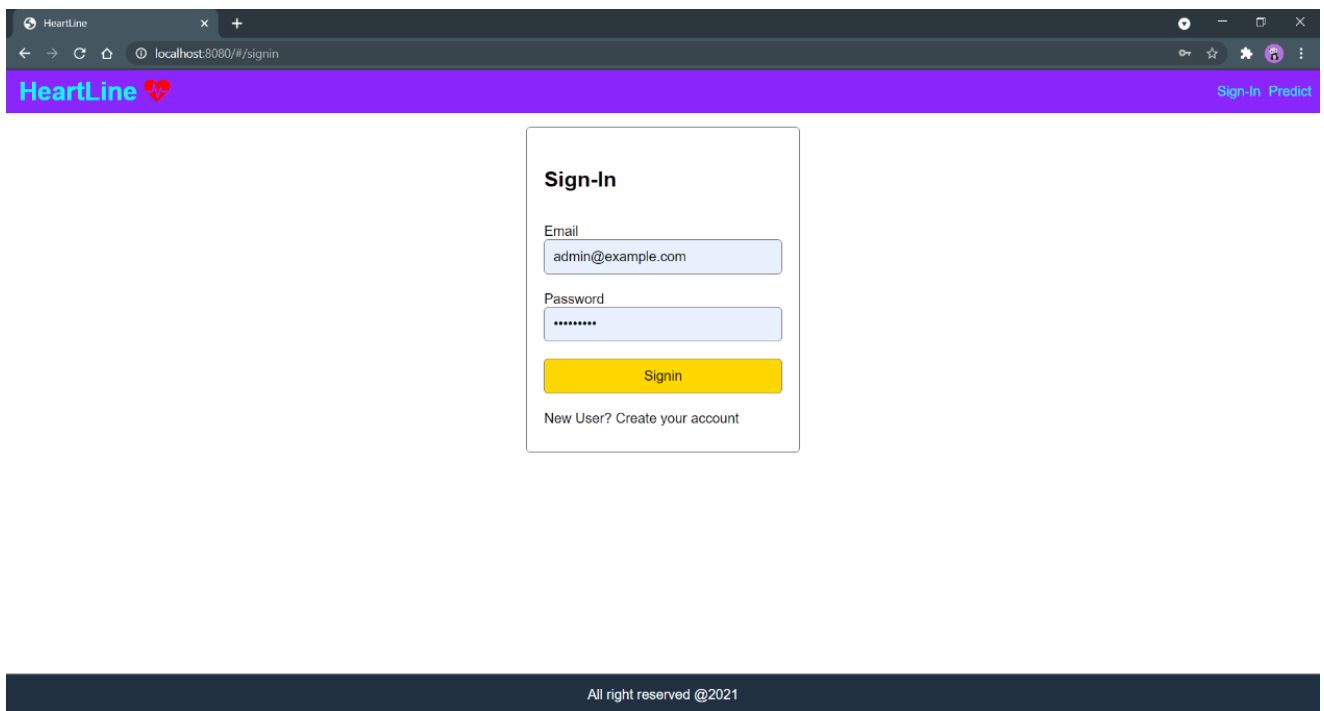 HeartLine
localhost:8080/#/signin
HeartLine
Sign-In Predict
Sign-In
Email
admin@example.com
Password
•••••••••
Signin
New User? Create your account
All right reserved @2021